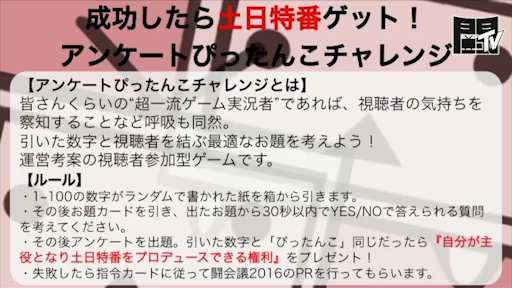 成功したら土日特番ゲット！
アンケートぴったんこチャレンジ
闘TV
【アンケートぴったんこチャレンジとは】
皆さんくらいの“超一流ゲーム実況者”であれば、視聴者の気持ちを
察知することなど呼吸も同然。
引いた数字と視聴者を結ぶ最適なお題を考えよう！
運営考案の視聴者参加型ゲームです。
【ルール】
・1~100の数字がランダムで書かれた紙を箱から引きます。
・その後お題カードを引き、出たお題から30秒以内でYES/NOで答えられる質問
を考えてください。
・その後アンケートを出題。引いた数字と「ぴったんこ」同じだったら『自分が主
役となり土日特番をプロデュースできる権利』をプレゼント！
・失敗したら指令カードに従って闘会議2016のPRを行ってもらいます。